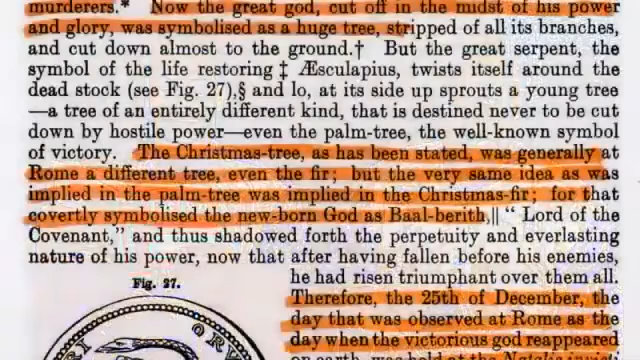 murderers.* Now the great god, cut off in the midst of his power
and glory, was symbolised as a huge tree, stripped of all its branches,
and cut down almost to the ground.† But the great serpent, the
symbol of the life restoring ‡ Æsculapius, twists itself around the
dead stock (see Fig. 27),§ and lo, at its side up sprouts a young tree
—a tree of an entirely different kind, that is destined never to be cut
down by hostile power—even the palm-tree, the well-known symbol
of victory. The Christmas-tree, as has been stated, was generally at
Rome a different tree, even the fir; but the very same idea as was
implied in the palm-tree was implied in the Christmas-fir; for that
covertly symbolised the new-born God as Baal-berith,|| " Lord of the
Covenant," and thus shadowed forth the perpetuity and everlasting
nature of his power, now that after having fallen before his enemies,
he had risen triumphant over them all.
Fig. 27.
Therefore, the 25th of December, the
day that was observed at Rome as the
day when the victorious god reappeared